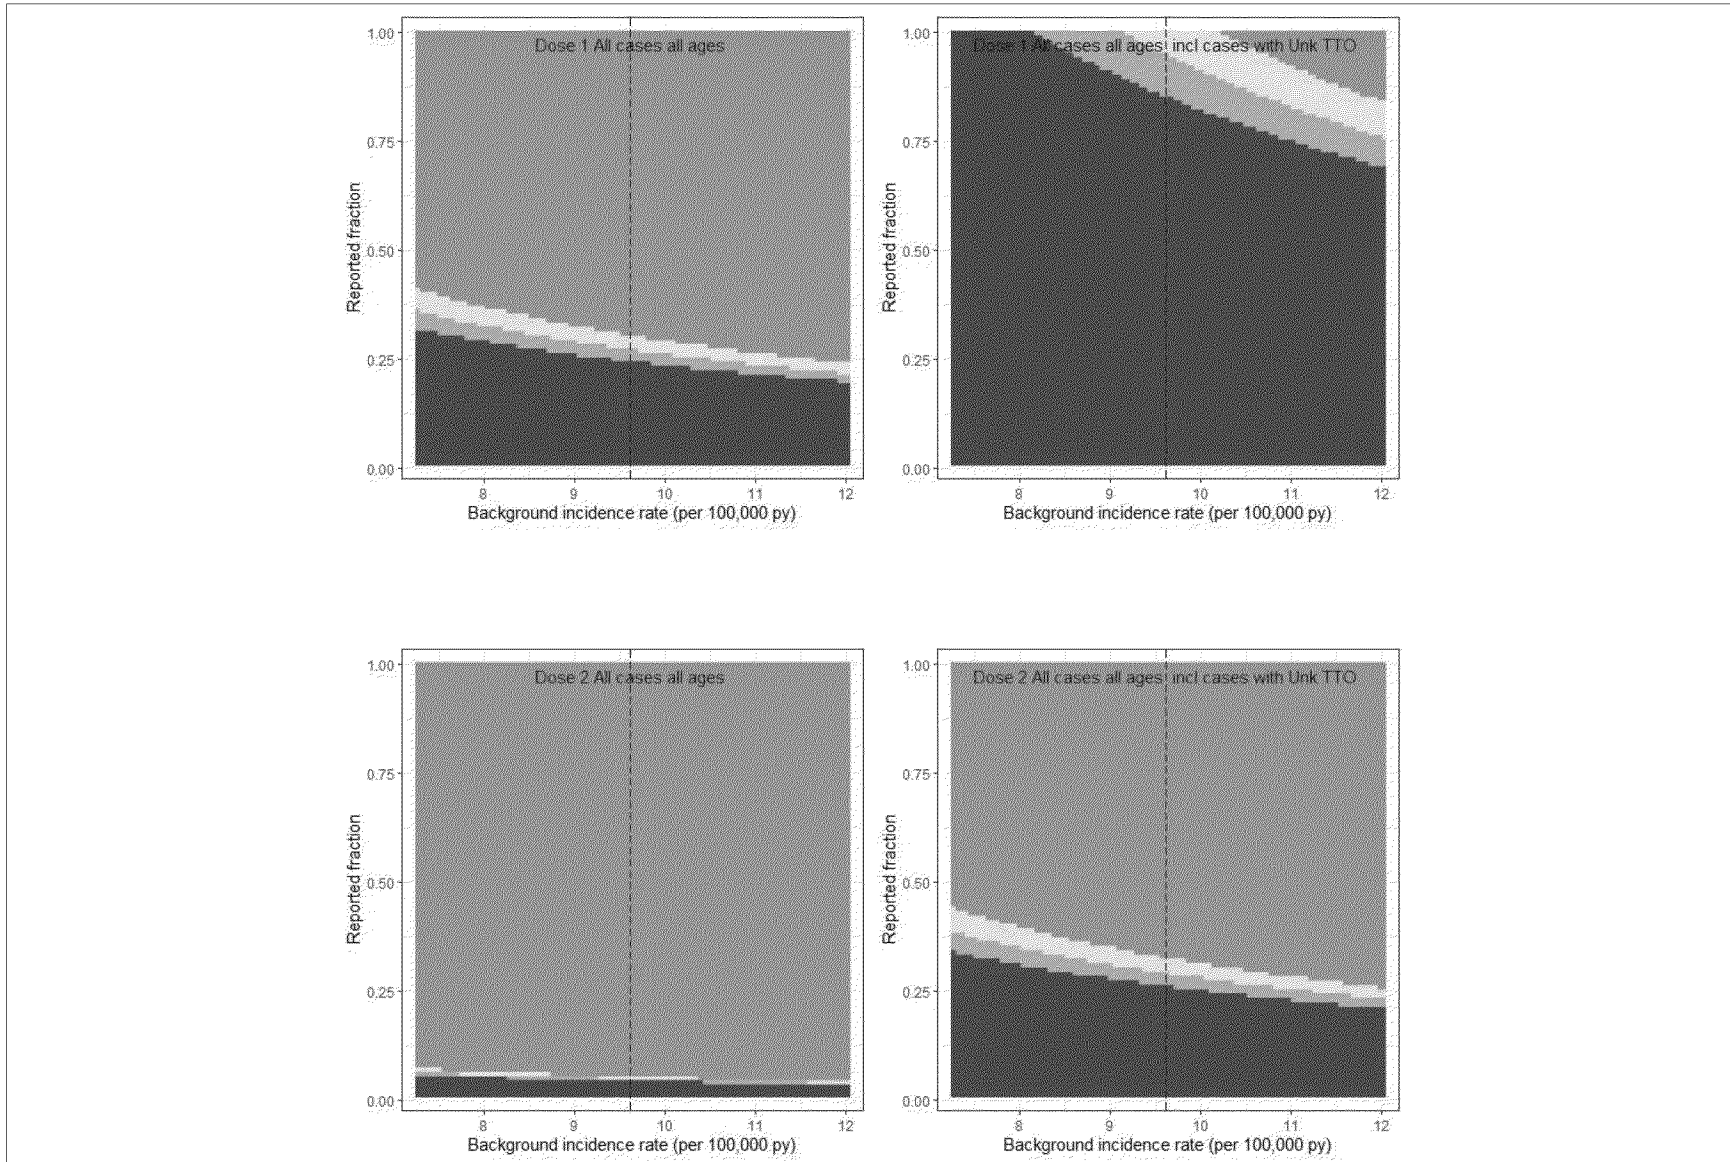 Dose 1 All cases all ages
1.00
0.75
0.50
0.25
0.00
Reported fraction
8 9 10 11 12
Background incidence rate (per 100,000 py)
Dose 1 All cases all ages incl cases with Unk TTO
1.00
0.75
0.50
0.25
0.00
Reported fraction
8 9 10 11 12
Background incidence rate (per 100,000 py)
Dose 2 All cases all ages
1.00
0.75
0.50
0.25
0.00
Reported fraction
8 9 10 11 12
Background incidence rate (per 100,000 py)
Dose 2 All cases all ages incl cases with Unk TTO
1.00
0.75
0.50
0.25
0.00
Reported fraction
8 9 10 11 12
Background incidence rate (per 100,000 py)